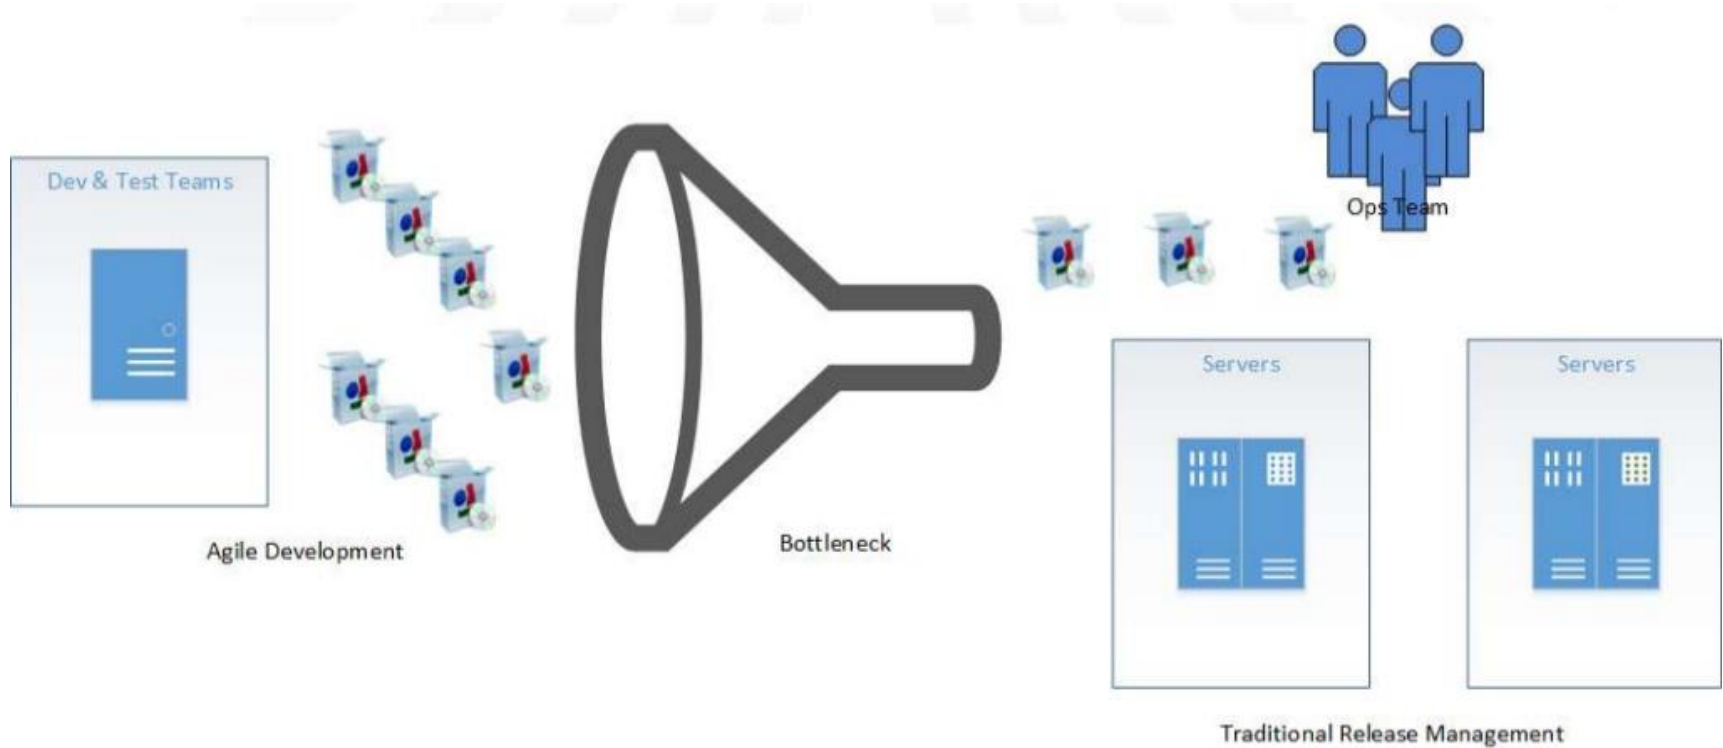 Dev & Test Teams
Ops Team
Servers
Servers
Agile Development
Bottleneck
Traditional Release Management